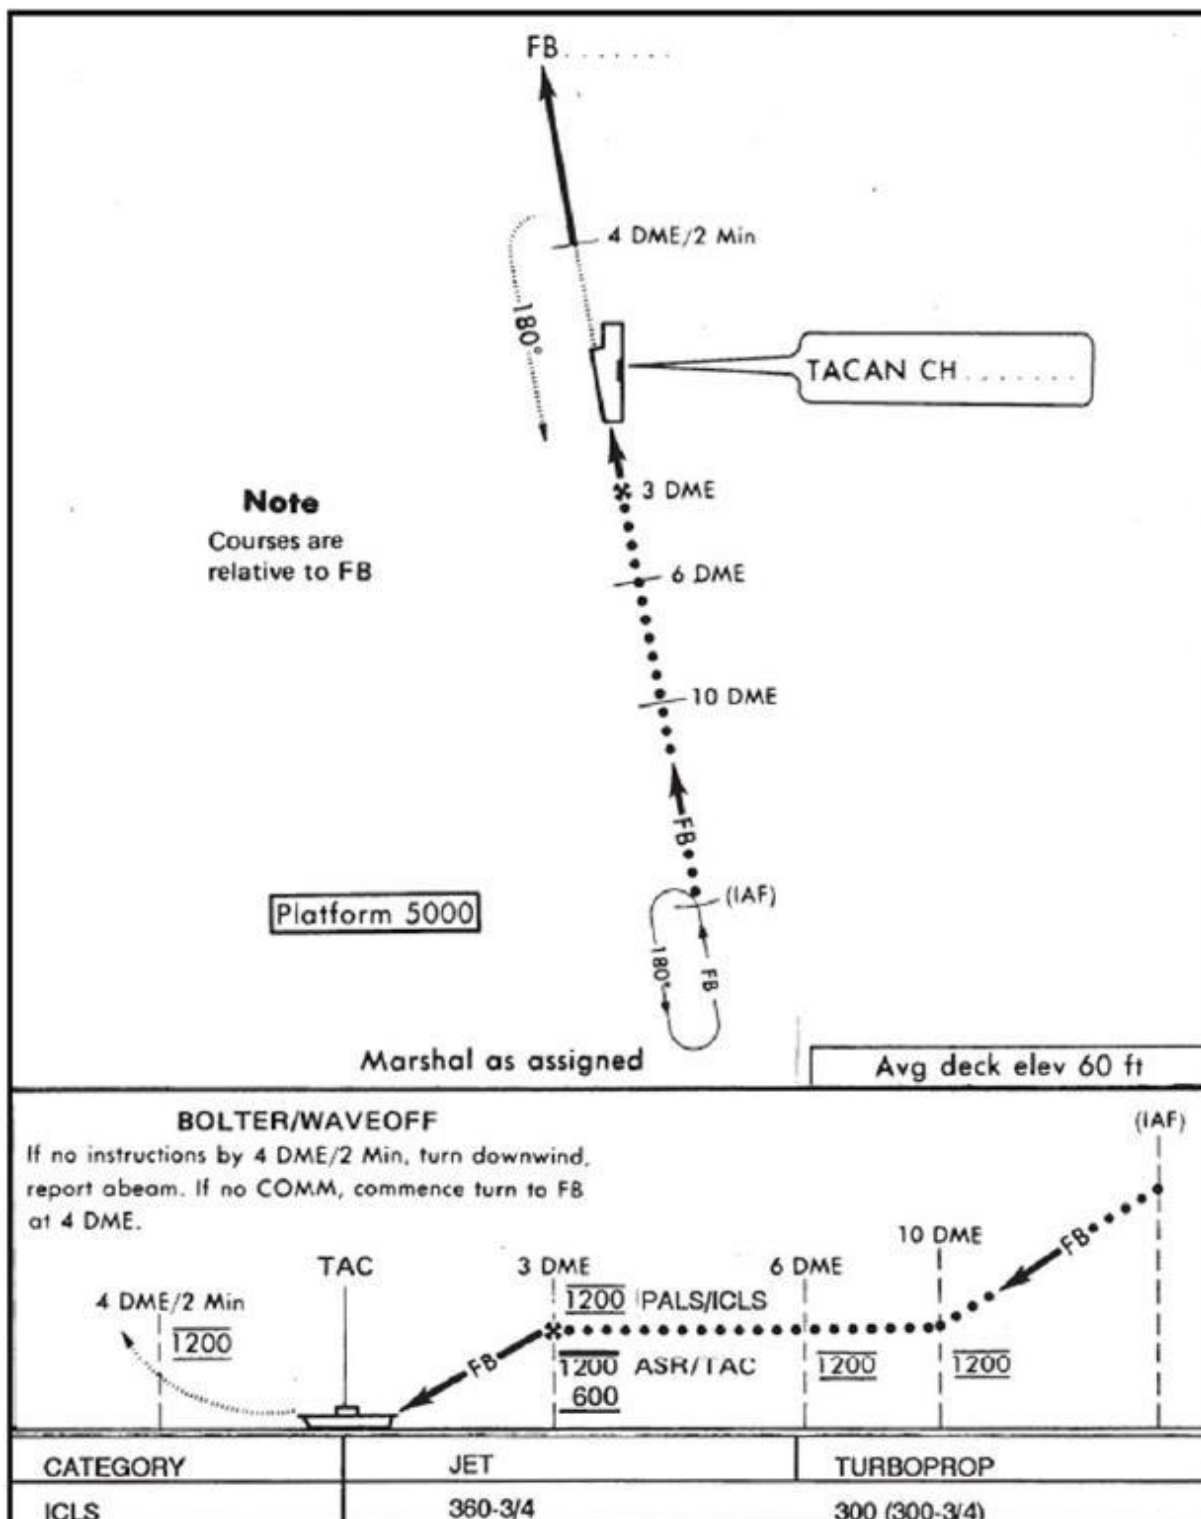 FB........
4 DME/2 Min
180°
TACAN CH........
3 DME
Note
Courses are
relative to FB
6 DME
10 DME
FB
Platform 5000
(IAF)
180°
FB
Marshal as assigned
Avg deck elev 60 ft
BOLTER/WAVEOFF
If no instructions by 4 DME/2 Min, turn downwind,
report abeam. If no COMM, commence turn to FB
at 4 DME.
(IAF)
10 DME
FB
TAC
3 DME
6 DME
4 DME/2 Min
1200
1200 PALS/ICLS
FB
1200 ASR/TAC
600
1200
1200
CATEGORY JET TURBOPROP
ICLS 360-3/4 300 (300-3/4)